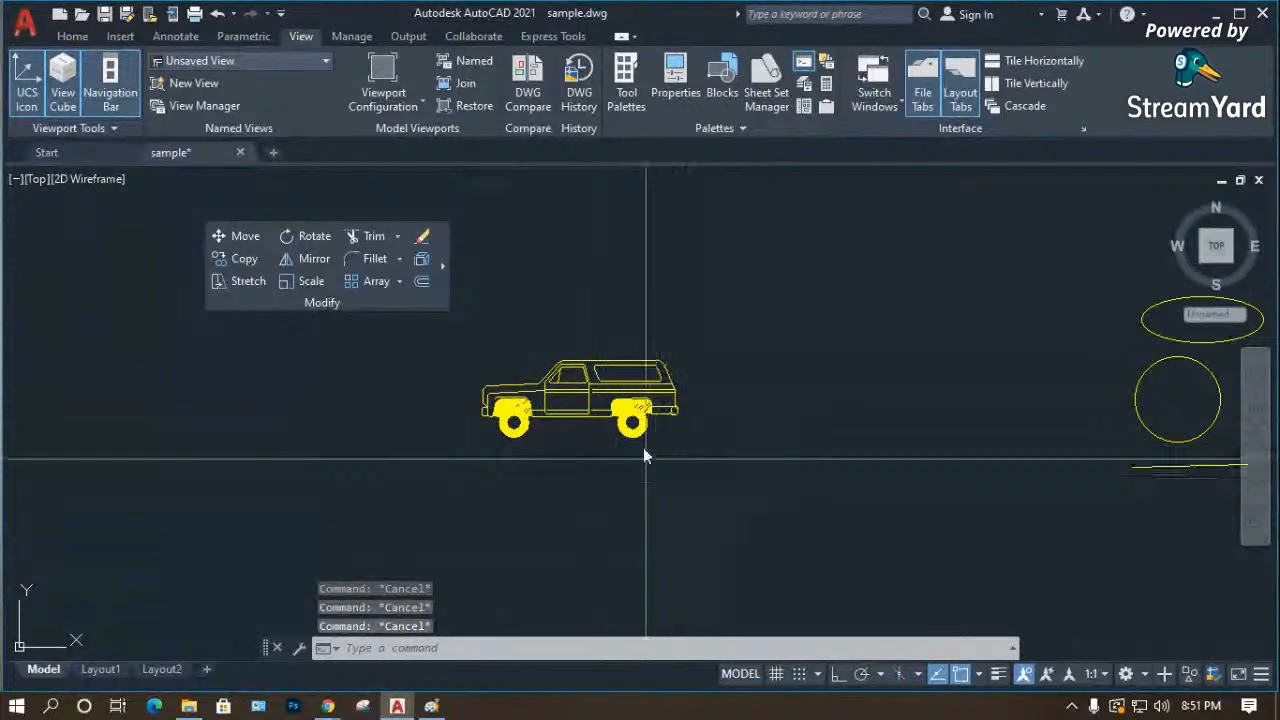 Autodesk AutoCAD 2021 sample.dwg
Type a keyword or phrase
Sign In
Powered by
StreamYard
Home Insert Annotate Parametric View Manage Output Collaborate Express Tools
UCS Icon
View Cube
Navigation Bar
Viewport Tools
Unsaved View
New View
View Manager
Named Views
Viewport Configuration
Named
Join
Restore
Model Viewports
DWG Compare
Compare
DWG History
History
Tool Palettes
Properties
Blocks
Sheet Set Manager
Palettes
Switch Windows
File Tabs
Layout Tabs
Tile Horizontally
Tile Vertically
Cascade
Interface
Start sample*
[−][Top][2D Wireframe]
Move Rotate Trim
Copy Mirror Fillet
Stretch Scale Array
Modify
N
W TOP E
S
Unnamed
Y
X
Command: *Cancel*
Command: *Cancel*
Command: *Cancel*
Type a command
Model Layout1 Layout2
MODEL
1:1
8:51 PM